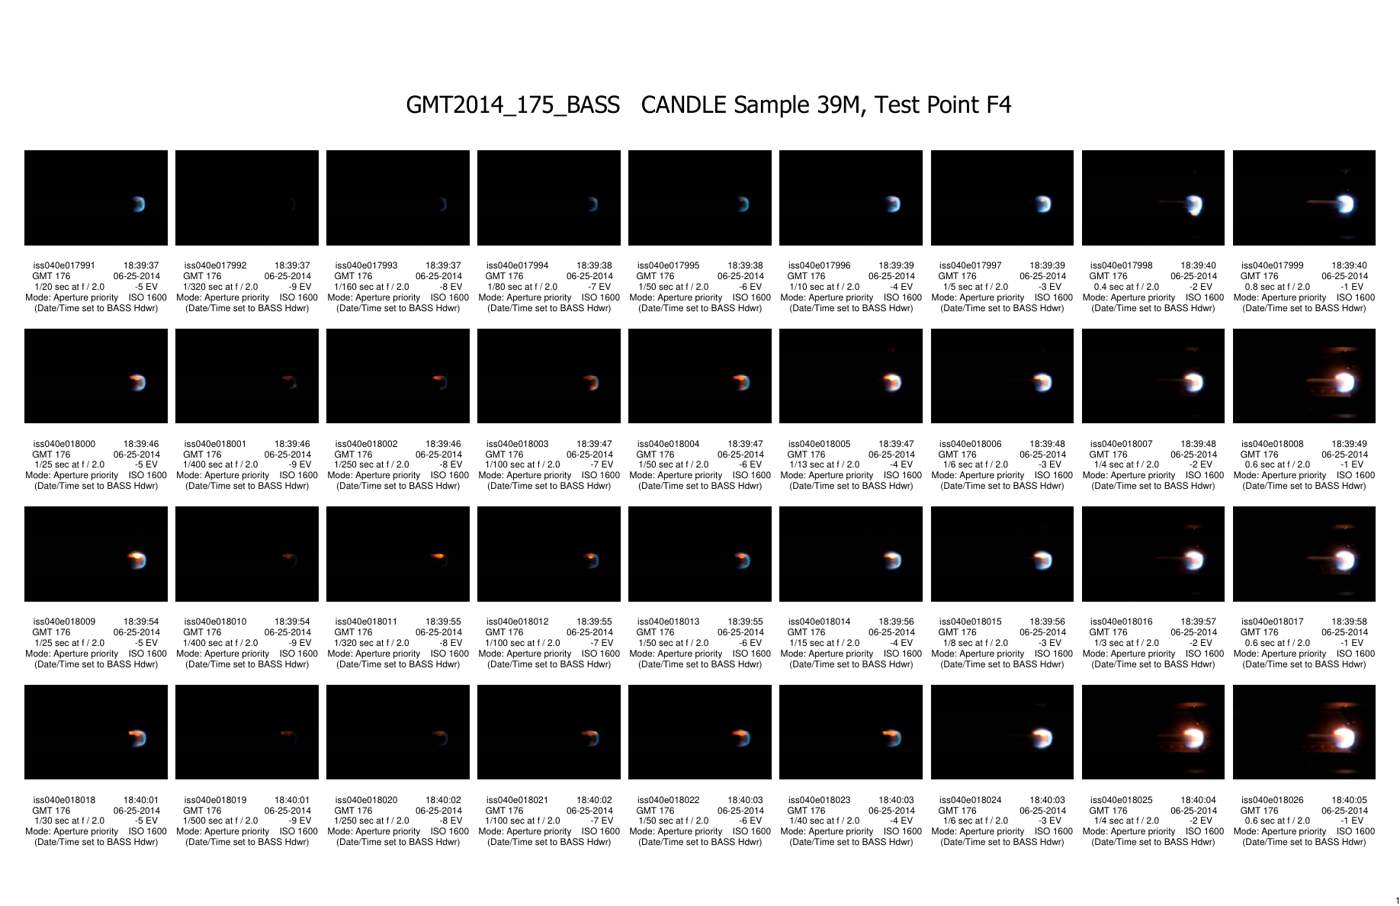 GMT2014_175_BASS CANDLE Sample 39M, Test Point F4
iss040e017991 18:39:37
GMT 176 06-25-2014
1/20 sec at f / 2.0 -5 EV
Mode: Aperture priority ISO 1600
(Date/Time set to BASS Hdwr)
iss040e017992 18:39:37
GMT 176 06-25-2014
1/320 sec at f / 2.0 -9 EV
Mode: Aperture priority ISO 1600
(Date/Time set to BASS Hdwr)
iss040e017993 18:39:37
GMT 176 06-25-2014
1/160 sec at f / 2.0 -8 EV
Mode: Aperture priority ISO 1600
(Date/Time set to BASS Hdwr)
iss040e017994 18:39:38
GMT 176 06-25-2014
1/80 sec at f / 2.0 -7 EV
Mode: Aperture priority ISO 1600
(Date/Time set to BASS Hdwr)
iss040e017995 18:39:38
GMT 176 06-25-2014
1/50 sec at f / 2.0 -6 EV
Mode: Aperture priority ISO 1600
(Date/Time set to BASS Hdwr)
iss040e017996 18:39:39
GMT 176 06-25-2014
1/10 sec at f / 2.0 -4 EV
Mode: Aperture priority ISO 1600
(Date/Time set to BASS Hdwr)
iss040e017997 18:39:39
GMT 176 06-25-2014
1/5 sec at f / 2.0 -3 EV
Mode: Aperture priority ISO 1600
(Date/Time set to BASS Hdwr)
iss040e017998 18:39:40
GMT 176 06-25-2014
0.4 sec at f / 2.0 -2 EV
Mode: Aperture priority ISO 1600
(Date/Time set to BASS Hdwr)
iss040e017999 18:39:40
GMT 176 06-25-2014
0.8 sec at f / 2.0 -1 EV
Mode: Aperture priority ISO 1600
(Date/Time set to BASS Hdwr)
iss040e018000 18:39:46
GMT 176 06-25-2014
1/25 sec at f / 2.0 -5 EV
Mode: Aperture priority ISO 1600
(Date/Time set to BASS Hdwr)
iss040e018001 18:39:46
GMT 176 06-25-2014
1/400 sec at f / 2.0 -9 EV
Mode: Aperture priority ISO 1600
(Date/Time set to BASS Hdwr)
iss040e018002 18:39:46
GMT 176 06-25-2014
1/250 sec at f / 2.0 -8 EV
Mode: Aperture priority ISO 1600
(Date/Time set to BASS Hdwr)
iss040e018003 18:39:47
GMT 176 06-25-2014
1/100 sec at f / 2.0 -7 EV
Mode: Aperture priority ISO 1600
(Date/Time set to BASS Hdwr)
iss040e018004 18:39:47
GMT 176 06-25-2014
1/50 sec at f / 2.0 -6 EV
Mode: Aperture priority ISO 1600
(Date/Time set to BASS Hdwr)
iss040e018005 18:39:47
GMT 176 06-25-2014
1/13 sec at f / 2.0 -4 EV
Mode: Aperture priority ISO 1600
(Date/Time set to BASS Hdwr)
iss040e018006 18:39:48
GMT 176 06-25-2014
1/6 sec at f / 2.0 -3 EV
Mode: Aperture priority ISO 1600
(Date/Time set to BASS Hdwr)
iss040e018007 18:39:48
GMT 176 06-25-2014
1/4 sec at f / 2.0 -2 EV
Mode: Aperture priority ISO 1600
(Date/Time set to BASS Hdwr)
iss040e018008 18:39:49
GMT 176 06-25-2014
0.6 sec at f / 2.0 -1 EV
Mode: Aperture priority ISO 1600
(Date/Time set to BASS Hdwr)
iss040e018009 18:39:54
GMT 176 06-25-2014
1/25 sec at f / 2.0 -5 EV
Mode: Aperture priority ISO 1600
(Date/Time set to BASS Hdwr)
iss040e018010 18:39:54
GMT 176 06-25-2014
1/400 sec at f / 2.0 -9 EV
Mode: Aperture priority ISO 1600
(Date/Time set to BASS Hdwr)
iss040e018011 18:39:55
GMT 176 06-25-2014
1/320 sec at f / 2.0 -8 EV
Mode: Aperture priority ISO 1600
(Date/Time set to BASS Hdwr)
iss040e018012 18:39:55
GMT 176 06-25-2014
1/100 sec at f / 2.0 -7 EV
Mode: Aperture priority ISO 1600
(Date/Time set to BASS Hdwr)
iss040e018013 18:39:55
GMT 176 06-25-2014
1/50 sec at f / 2.0 -6 EV
Mode: Aperture priority ISO 1600
(Date/Time set to BASS Hdwr)
iss040e018014 18:39:56
GMT 176 06-25-2014
1/15 sec at f / 2.0 -4 EV
Mode: Aperture priority ISO 1600
(Date/Time set to BASS Hdwr)
iss040e018015 18:39:56
GMT 176 06-25-2014
1/8 sec at f / 2.0 -3 EV
Mode: Aperture priority ISO 1600
(Date/Time set to BASS Hdwr)
iss040e018016 18:39:57
GMT 176 06-25-2014
1/3 sec at f / 2.0 -2 EV
Mode: Aperture priority ISO 1600
(Date/Time set to BASS Hdwr)
iss040e018017 18:39:58
GMT 176 06-25-2014
0.6 sec at f / 2.0 -1 EV
Mode: Aperture priority ISO 1600
(Date/Time set to BASS Hdwr)
iss040e018018 18:40:01
GMT 176 06-25-2014
1/30 sec at f / 2.0 -5 EV
Mode: Aperture priority ISO 1600
(Date/Time set to BASS Hdwr)
iss040e018019 18:40:01
GMT 176 06-25-2014
1/500 sec at f / 2.0 -9 EV
Mode: Aperture priority ISO 1600
(Date/Time set to BASS Hdwr)
iss040e018020 18:40:02
GMT 176 06-25-2014
1/250 sec at f / 2.0 -8 EV
Mode: Aperture priority ISO 1600
(Date/Time set to BASS Hdwr)
iss040e018021 18:40:02
GMT 176 06-25-2014
1/100 sec at f / 2.0 -7 EV
Mode: Aperture priority ISO 1600
(Date/Time set to BASS Hdwr)
iss040e018022 18:40:03
GMT 176 06-25-2014
1/50 sec at f / 2.0 -6 EV
Mode: Aperture priority ISO 1600
(Date/Time set to BASS Hdwr)
iss040e018023 18:40:03
GMT 176 06-25-2014
1/40 sec at f / 2.0 -4 EV
Mode: Aperture priority ISO 1600
(Date/Time set to BASS Hdwr)
iss040e018024 18:40:03
GMT 176 06-25-2014
1/6 sec at f / 2.0 -3 EV
Mode: Aperture priority ISO 1600
(Date/Time set to BASS Hdwr)
iss040e018025 18:40:04
GMT 176 06-25-2014
1/4 sec at f / 2.0 -2 EV
Mode: Aperture priority ISO 1600
(Date/Time set to BASS Hdwr)
iss040e018026 18:40:05
GMT 176 06-25-2014
0.6 sec at f / 2.0 -1 EV
Mode: Aperture priority ISO 1600
(Date/Time set to BASS Hdwr)